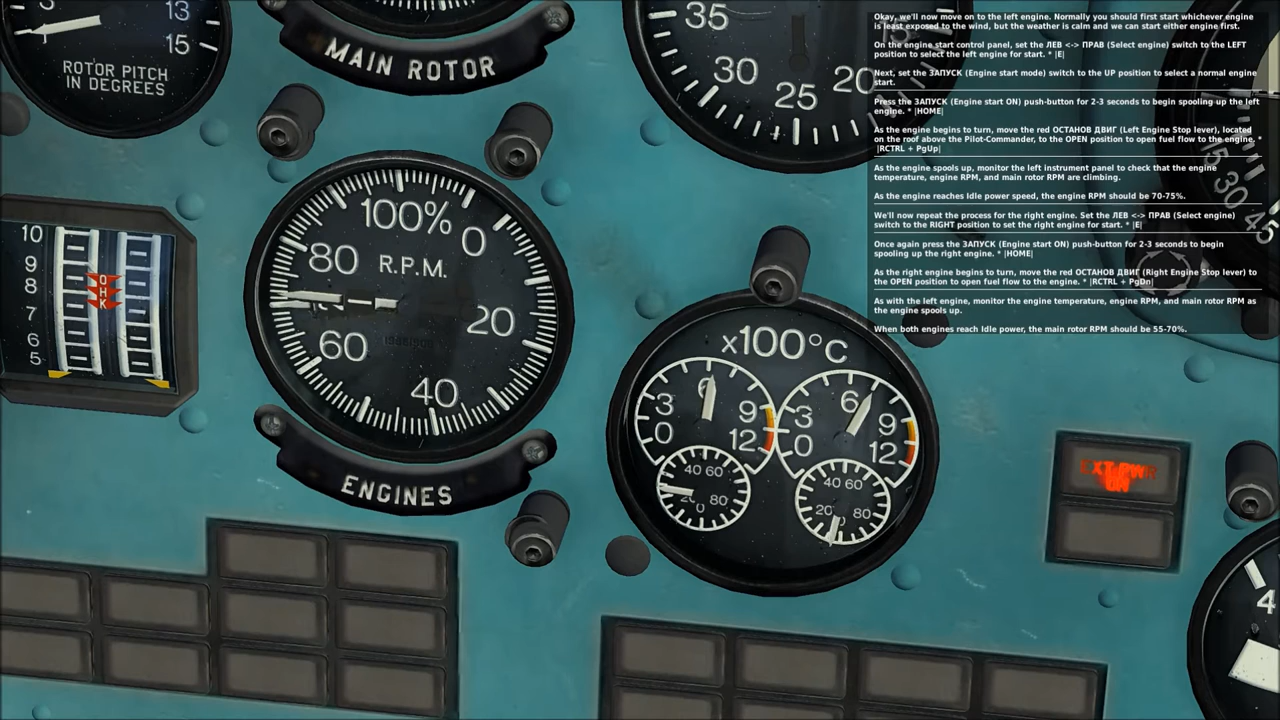 3
13
15
ROTOR PITCH
IN DEGREES
MAIN ROTOR
35
30
25
20
Okay, we'll now move on to the left engine. Normally you should first start whichever engine
is least exposed to the wind, but the weather is calm and we can start either engine first.
On the engine start control panel, set the ЛЕВ <-> ПРАВ (Select engine) switch to the LEFT
position to select the left engine for start. * |E|
Next, set the ЗАПУСК (Engine start mode) switch to the UP position to select a normal engine
start.
Press the ЗАПУСК (Engine start ON) push-button for 2-3 seconds to begin spooling up the left
engine. * |HOME|
As the engine begins to turn, move the red ОСТАНОВ ДВИГ (Left Engine Stop lever), located
on the roof above the Pilot-Commander, to the OPEN position to open fuel flow to the engine. *
|RCTRL + PgUp|
As the engine spools up, monitor the left instrument panel to check that the engine
temperature, engine RPM, and main rotor RPM are climbing.
As the engine reaches Idle power speed, the engine RPM should be 70-75%.
We'll now repeat the process for the right engine. Set the ЛЕВ <-> ПРАВ (Select engine)
switch to the RIGHT position to set the right engine for start. * |E|
Once again press the ЗАПУСК (Engine start ON) push-button for 2-3 seconds to begin
spooling up the right engine. * |HOME|
As the right engine begins to turn, move the red ОСТАНОВ ДВИГ (Right Engine Stop lever) to
the OPEN position to open fuel flow to the engine. * |RCTRL + PgDn|
As with the left engine, monitor the engine temperature, engine RPM, and main rotor RPM as
the engine spools up.
When both engines reach Idle power, the main rotor RPM should be 55-70%.
30
45
10
9
8
7
6
5
О
Н
К
100%
0
80
R.P.M.
20
60
40
ENGINES
x100°C
3
0
9
12
6
3
0
9
12
40 60
80
0
40 60
20
80
EXT PWR
ON
4